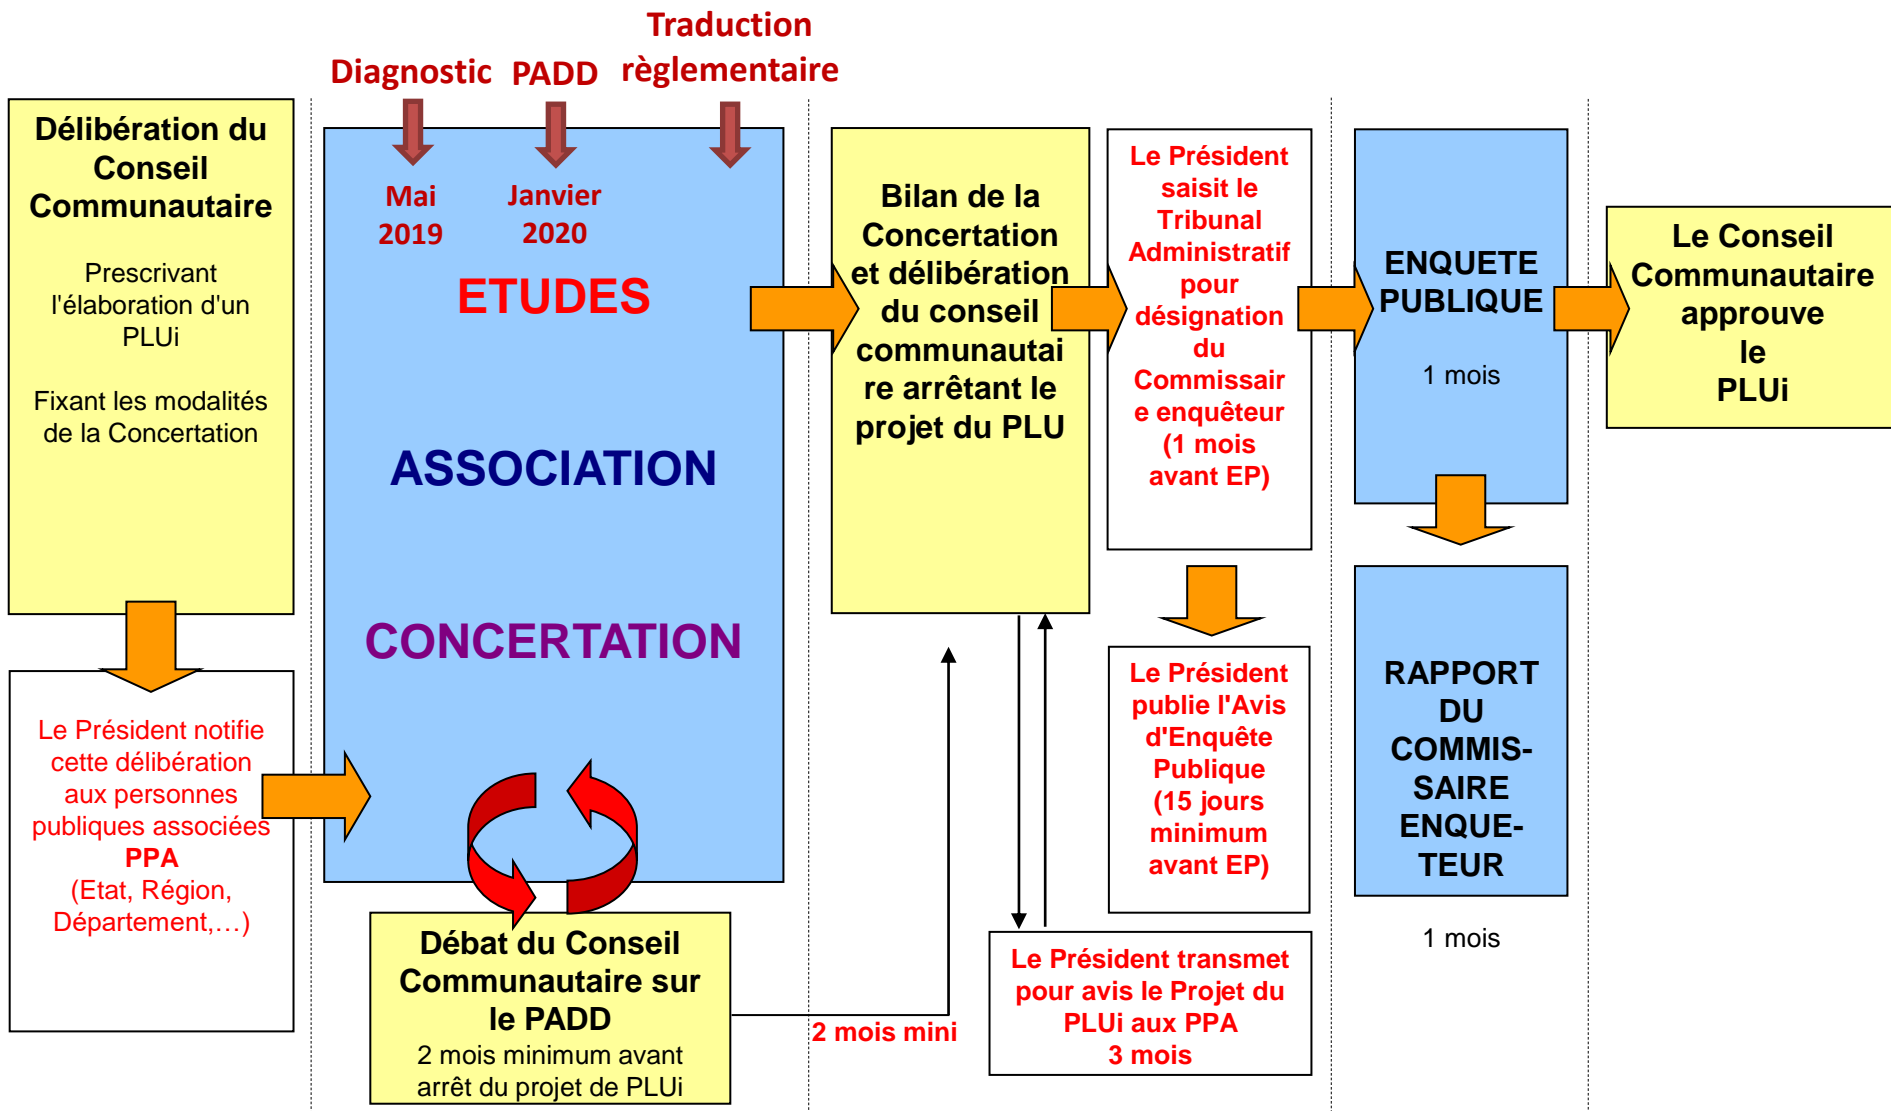 Traduction
règlementaire
Diagnostic
PADD
Délibération du
Conseil
Communautaire
Prescrivant
l'élaboration d'un
PLUi
Fixant les modalités
de la Concertation
Le Président notifie
cette délibération
aux personnes
publiques associées
PPA
(Etat, Région,
Département,…)
Mai
2019
Janvier
2020
ETUDES
ASSOCIATION
CONCERTATION
Débat du Conseil
Communautaire sur
le PADD
2 mois minimum avant
arrêt du projet de PLUi
2 mois mini
Bilan de la
Concertation
et délibération
du conseil
communautai
re arrêtant le
projet du PLU
Le Président transmet
pour avis le Projet du
PLUi aux PPA
3 mois
Le Président
saisit le
Tribunal
Administratif
pour
désignation
du
Commissair
e enquêteur
(1 mois
avant EP)
Le Président
publie l'Avis
d'Enquête
Publique
(15 jours
minimum
avant EP)
ENQUETE
PUBLIQUE
1 mois
RAPPORT
DU
COMMIS-
SAIRE
ENQUE-
TEUR
1 mois
Le Conseil
Communautaire
approuve
le
PLUi